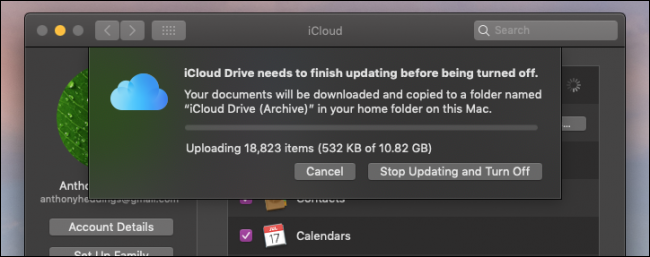 iCloud
Search
iCloud Drive needs to finish updating before being turned off.
Your documents will be downloaded and copied to a folder named
“iCloud Drive (Archive)” in your home folder on this Mac.
Uploading 18,823 items (532 KB of 10.82 GB)
Cancel
Stop Updating and Turn Off
anthonyheddings@gmail.com
Account Details
Set Up Family
...
Contacts
17
Calendars